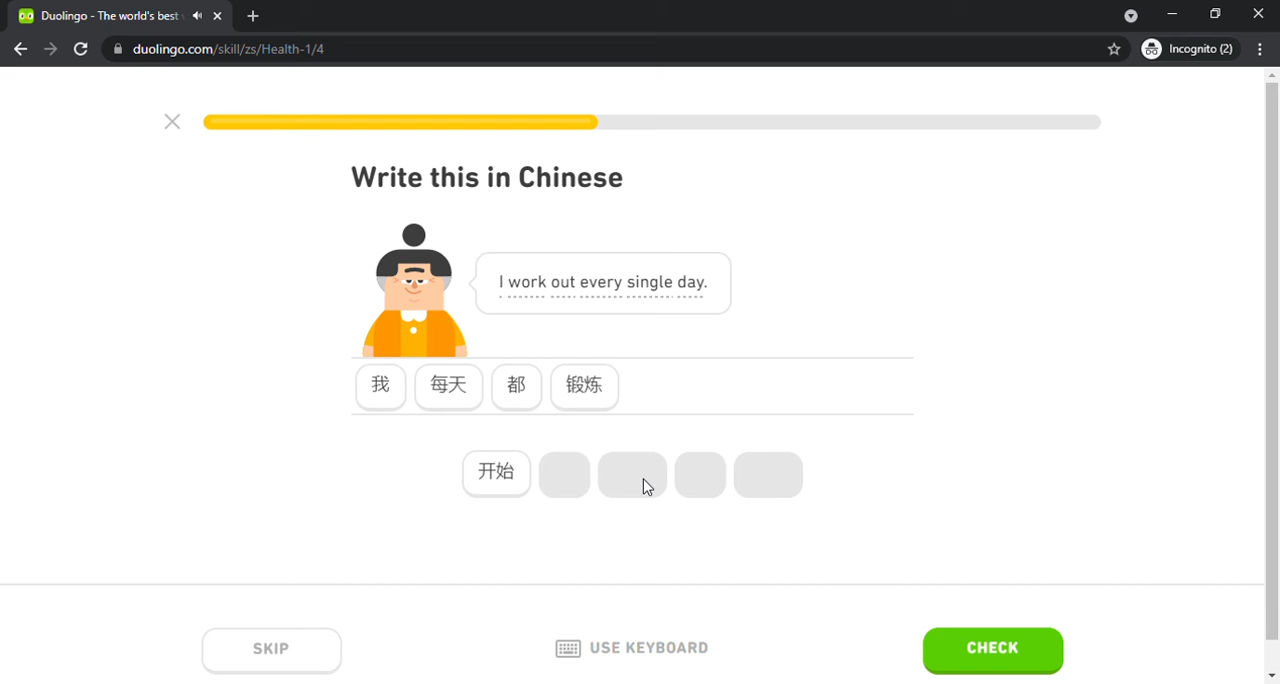 Duolingo - The world's best
duolingo.com/skill/zs/Health-1/4
Incognito (2)
Write this in Chinese
I work out every single day.
我 每天 都 锻炼
开始
SKIP
USE KEYBOARD
CHECK